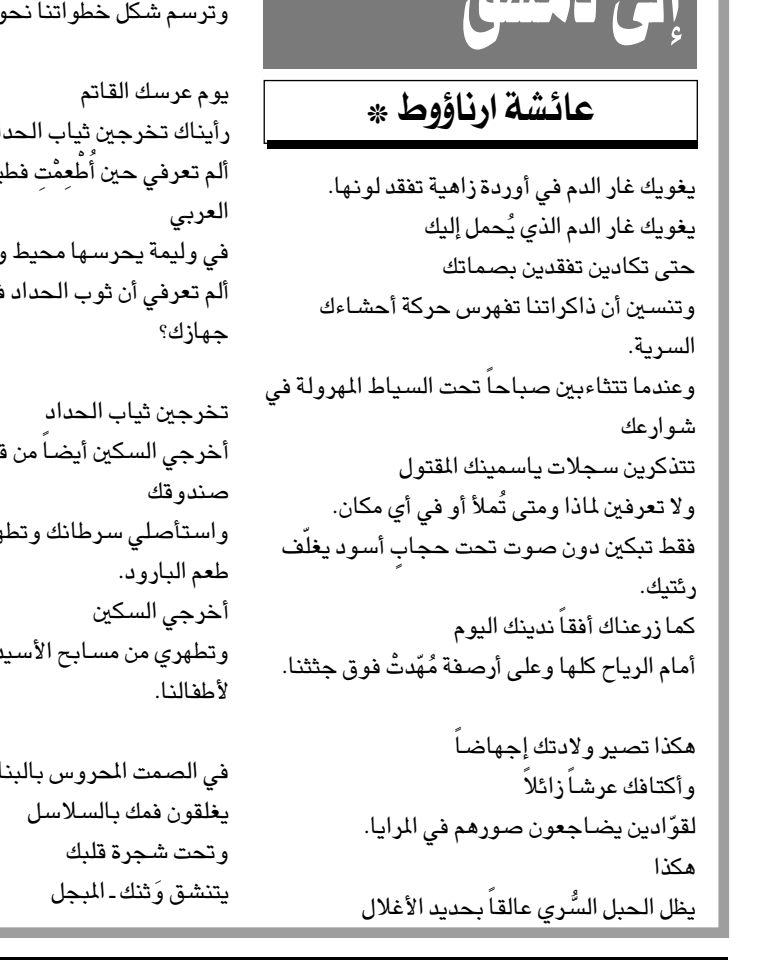 إلى دمشق
عائشة ارناؤوط *
يغويك غار الدم في أوردة زاهية تفقد لونها.
يغويك غار الدم الذي يُحمل إليك
حتى تكادين تفقدين بصماتك
وتنسين أن ذاكراتنا تفهرس حركة أحشاءك
السرية.
وعندما تتثاءبين صباحاً تحت السياط المهرولة في
شوارعك
تتذكرين سجلات ياسمينك المقتول
ولا تعرفين لماذا ومتى تُملأ أو في أي مكان.
فقط تبكين دون صوت تحت حجابٍ أسود يغلّف
رئتيك.
كما زرعناك أفقاً ندينك اليوم
أمام الرياح كلها وعلى أرصفة مُهّدتْ فوق جثثنا.
هكذا تصير ولادتك إجهاضاً
وأكتافك عرشاً زائلاً
لقوّادين يضاجعون صورهم في المرايا.
هكذا
يظل الحبل السُّري عالقاً بحديد الأغلال
وترسم شكل خطواتنا نحو
يوم عرسك القاتم
رأيناك تخرجين ثياب
ألم تعرفي حين أُطْعِمْتِ
العربي
في وليمة يحرسها محيط
ألم تعرفي أن ثوب الحداد
جهازك؟
تخرجين ثياب الحداد
أخرجي السكين أيضاً من
صندوقك
واستأصلي سرطانك
طعم البارود.
أخرجي السكين
وتطهري من مسابح
لأطفالنا.
في الصمت المحروس
يغلقون فمك بالسلاسل
وتحت شجرة قلبك
يتنشق وَثنك ـ المبجل